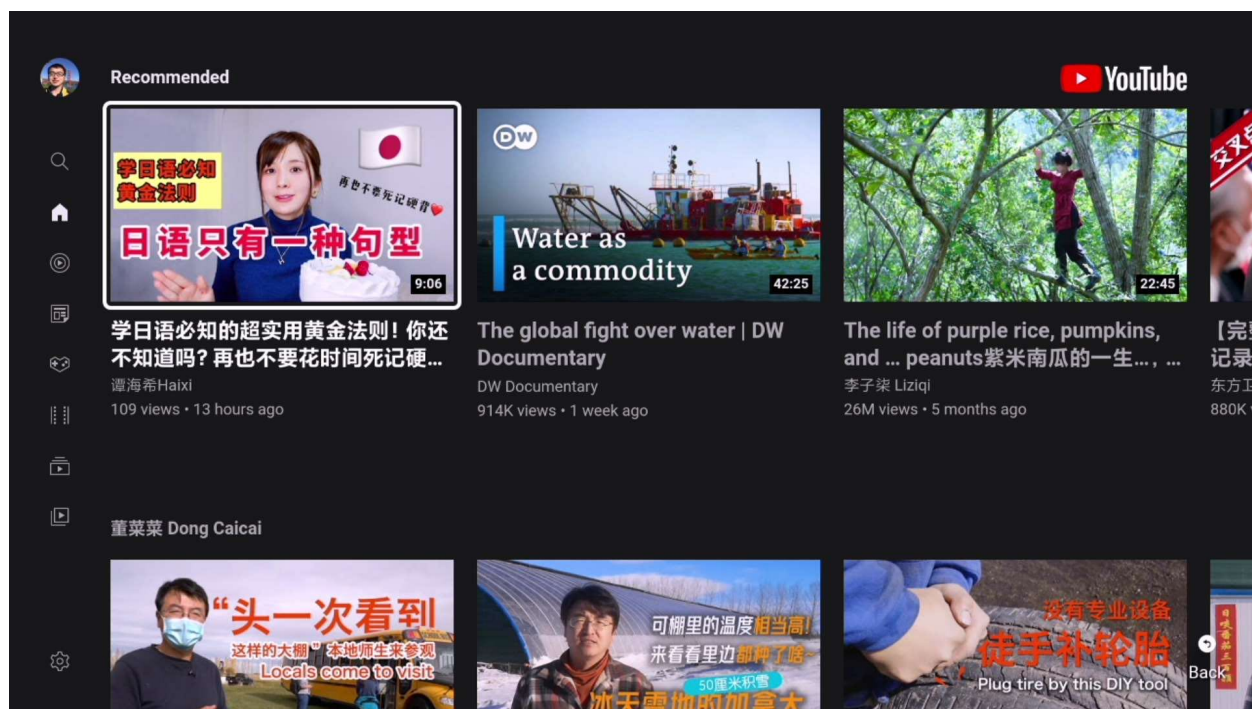 Recommended
YouTube
学日语必知
黄金法则
再也不要死记硬背
日语只有一种句型
9:06
DW
Water as
a commodity
42:25
22:45
学日语必知的超实用黄金法则！你还
不知道吗？再也不要花时间死记硬...
谭海希Haixi
109 views • 13 hours ago
The global fight over water | DW
Documentary
DW Documentary
914K views • 1 week ago
The life of purple rice, pumpkins,
and ... peanuts紫米南瓜的一生..., ...
李子柒 Liziqi
26M views • 5 months ago
【完
记录
东方卫
880K
董菜菜 Dong Caicai
“头一次看到
这样的大棚”本地师生来参观
Locals come to visit
可棚里的温度相当高!
来看看里边都种了啥~
50厘米积雪
冰天雪地的加拿大
没有专业设备
徒手补轮胎
Plug tire by this DIY tool
Back